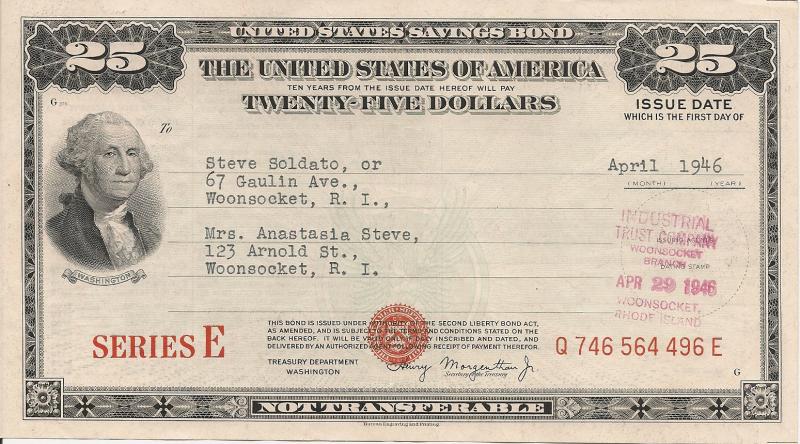 UNITED STATES SAVINGS BOND
25
25
THE UNITED STATES OF AMERICA
TEN YEARS FROM THE ISSUE DATE HEREOF WILL PAY
TWENTY-FIVE DOLLARS
ISSUE DATE
WHICH IS THE FIRST DAY OF
G
To
Steve Soldato, or
67 Gaulin Ave.,
Woonsocket, R. I.,
April 1946
(MONTH) (YEAR)
Mrs. Anastasia Steve,
123 Arnold St.,
Woonsocket, R. I.
WASHINGTON
INDUSTRIAL
TRUST COMPANY
WOONSOCKET
BRANCH
DATING STAMP
APR 29 1946
WOONSOCKET,
RHODE ISLAND
SERIES E
THIS BOND IS ISSUED UNDER AUTHORITY OF THE SECOND LIBERTY BOND ACT,
AS AMENDED, AND IS SUBJECT TO THE TERMS AND CONDITIONS STATED ON THE
BACK HEREOF. IT WILL BE VALID ONLY IF DULY INSCRIBED AND DATED, AND
DELIVERED BY AN AUTHORIZED AGENT FOLLOWING RECEIPT OF PAYMENT THEREFOR.
TREASURY DEPARTMENT
WASHINGTON
Henry Morgenthau Jr.
Secretary of the Treasury
Q 746 564 496 E
G
NOT TRANSFERABLE
Bureau Engraving and Printing